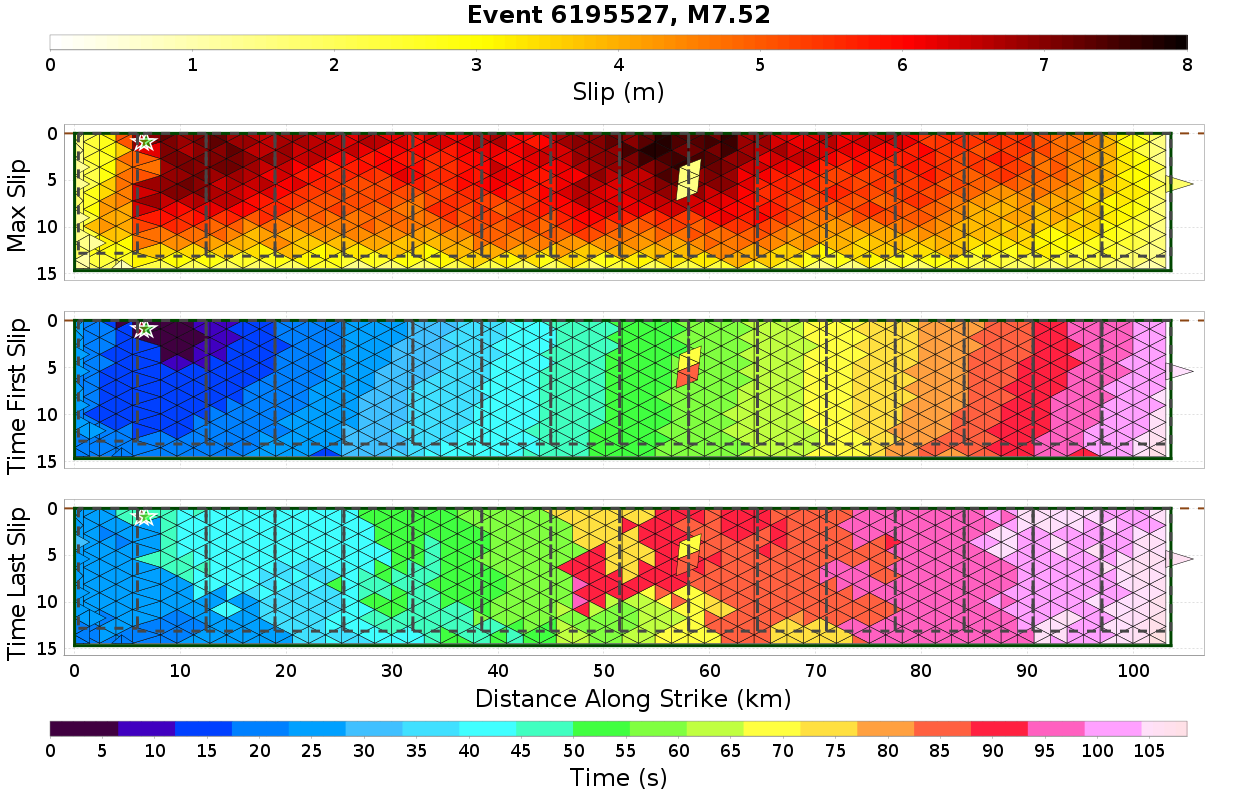 Event 6195527, M7.52
0 1 2 3 4 5 6 7 8
Slip (m)
Max Slip
0
5
10
15
Time First Slip
0
5
10
15
Time Last Slip
0
5
10
15
0 10 20 30 40 50 60 70 80 90 100
Distance Along Strike (km)
0 5 10 15 20 25 30 35 40 45 50 55 60 65 70 75 80 85 90 95 100 105
Time (s)